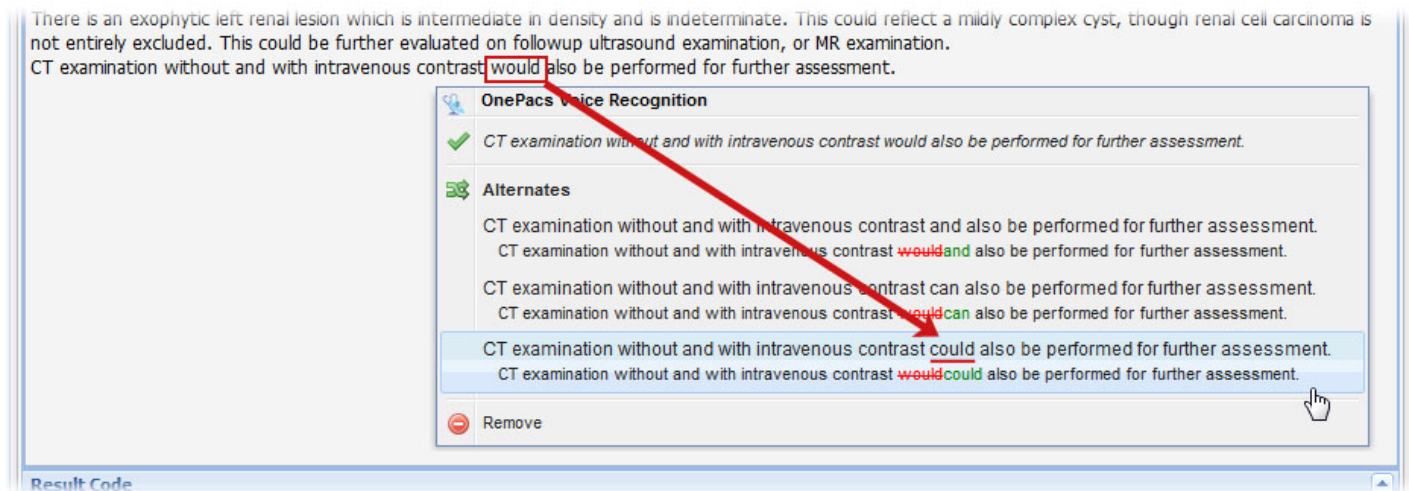 There is an exophytic left renal lesion which is intermediate in density and is indeterminate. This could reflect a mildly complex cyst, though renal cell carcinoma is
not entirely excluded. This could be further evaluated on followup ultrasound examination, or MR examination.
CT examination without and with intravenous contrast would also be performed for further assessment.
OnePacs Voice Recognition
CT examination without and with intravenous contrast would also be performed for further assessment.
Alternates
CT examination without and with intravenous contrast and also be performed for further assessment.
CT examination without and with intravenous contrast wouldand also be performed for further assessment.
CT examination without and with intravenous contrast can also be performed for further assessment.
CT examination without and with intravenous contrast wouldcan also be performed for further assessment.
CT examination without and with intravenous contrast could also be performed for further assessment.
CT examination without and with intravenous contrast wouldcould also be performed for further assessment.
Remove
Result Code